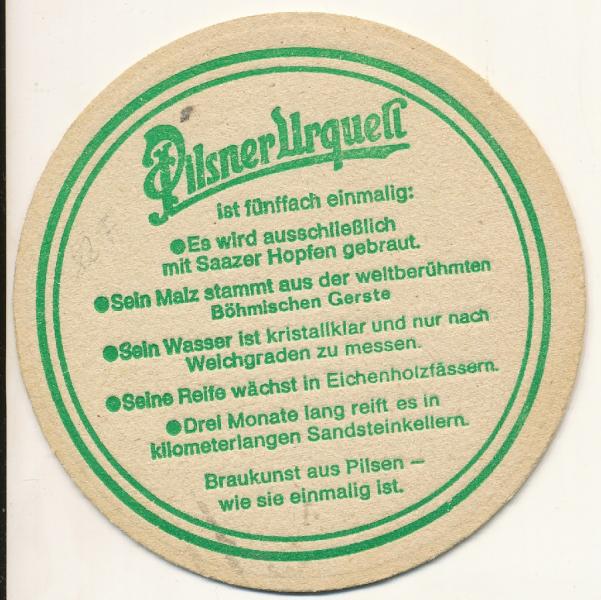 Pilsner Urquell
ist fünffach einmalig:
●Es wird ausschließlich
mit Saazer Hopfen gebraut.
●Sein Malz stammt aus der weltberühmten
Böhmischen Gerste
●Sein Wasser ist kristallklar und nur nach
Weichgraden zu messen.
●Seine Reife wächst in Eichenholzfässern.
●Drei Monate lang reift es in
kilometerlangen Sandsteinkellern.
Braukunst aus Pilsen –
wie sie einmalig ist.